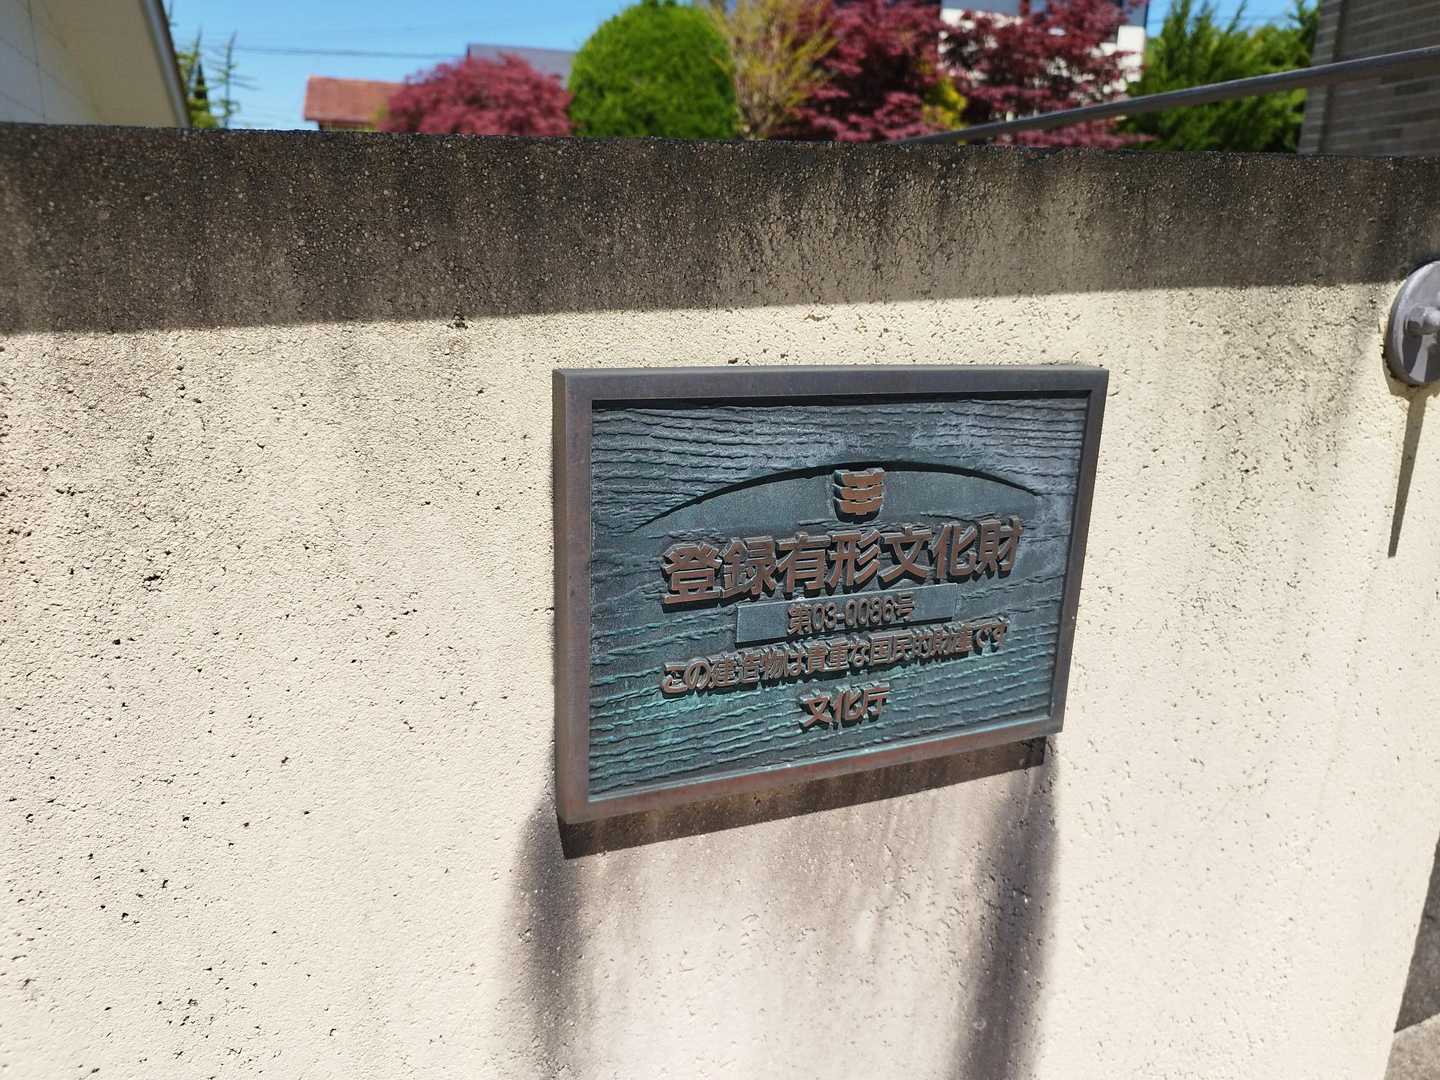 登録有形文化財
第03-0086号
この建造物は貴重な国民的財産です
文化庁